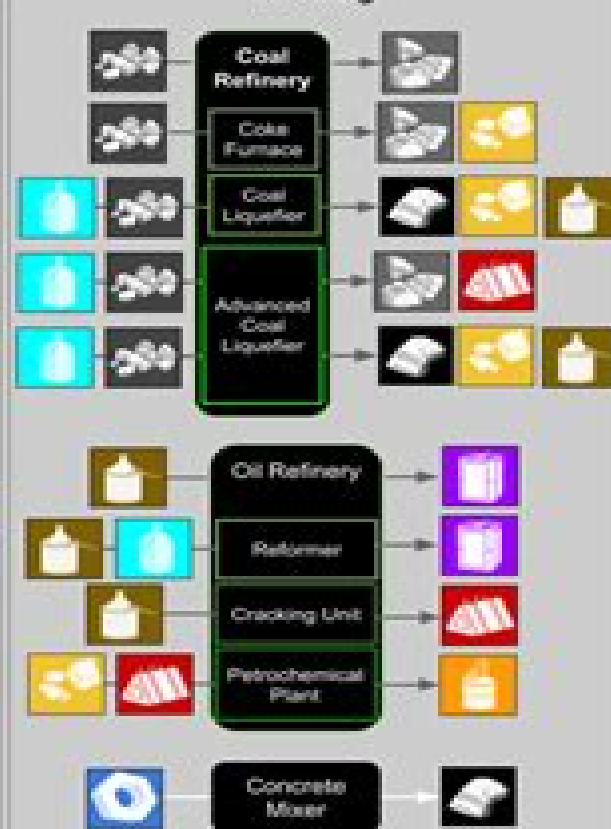 Coal
Refinery
Coke
Furnace
Coal
Liquefier
Advanced
Coal
Liquefier
Oil Refinery
Reformer
Cracking Unit
Petrochemical
Plant
Concrete
Mixer